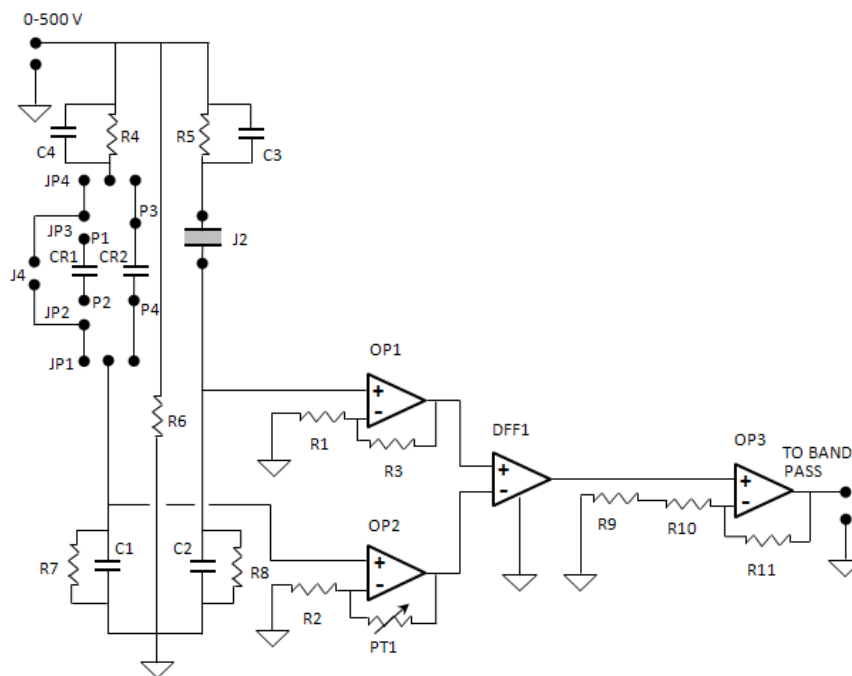 0-500 V
C4
R4
R5
C3
JP4
P3
JP3
P1
J2
CR1
CR2
J4
P2
P4
JP2
JP1
OP1
R6
R1
R3
DFF1
OP3
TO BAND
PASS
OP2
R9
R10
R7
C1
C2
R8
R11
R2
PT1
+
-
+
-
+
-
+
-